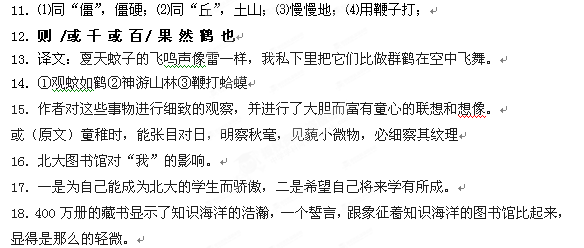 11. ⑴同“僵”，僵硬；⑵同“丘”，土山；⑶慢慢地；⑷用鞭子打；
12. 则 /或 千 或 百/ 果 然 鹤 也
13. 译文：夏天蚊子的飞鸣声像雷一样，我私下里把它们比做群鹤在空中飞舞。
14. ①观蚊如鹤②神游山林③鞭打蛤蟆
15. 作者对这些事物进行细致的观察，并进行了大胆而富有童心的联想和想像。
或（原文）童稚时，能张目对日，明察秋毫，见藐小微物，必细察其纹理
16. 北大图书馆对“我”的影响。
17. 一是为自己能成为北大的学生而骄傲，二是希望自己将来学有所成。
18. 400 万册的藏书显示了知识海洋的浩瀚，一个誓言，跟象征着知识海洋的图书馆比起来，
显得是那么的轻微。